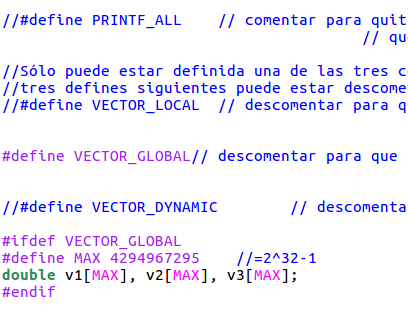 //#define PRINTF_ALL // comentar para quit
// qu
//Sólo puede estar definida una de las tres c
//tres defines siguientes puede estar descome
//#define VECTOR_LOCAL // descomentar para q
#define VECTOR_GLOBAL// descomentar para que
//#define VECTOR_DYNAMIC // descomenta
#ifdef VECTOR_GLOBAL
#define MAX 4294967295 //=2^32-1
double v1[MAX], v2[MAX], v3[MAX];
#endif